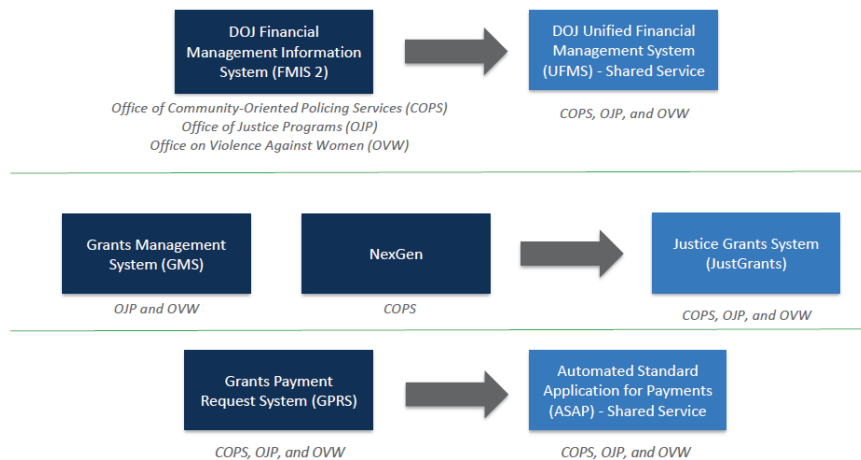 DOJ Financial
Management Information
System (FMIS 2)
DOJ Unified Financial
Management System
(UFMS) - Shared Service
Office of Community-Oriented Policing Services (COPS)
Office of Justice Programs (OJP)
Office on Violence Against Women (OVW)
COPS, OJP, and OVW
Grants Management
System (GMS)
NexGen
Justice Grants System
(JustGrants)
OJP and OVW
COPS
COPS, OJP, and OVW
Grants Payment
Request System (GPRS)
Automated Standard
Application for Payments
(ASAP) - Shared Service
COPS, OJP, and OVW
COPS, OJP, and OVW